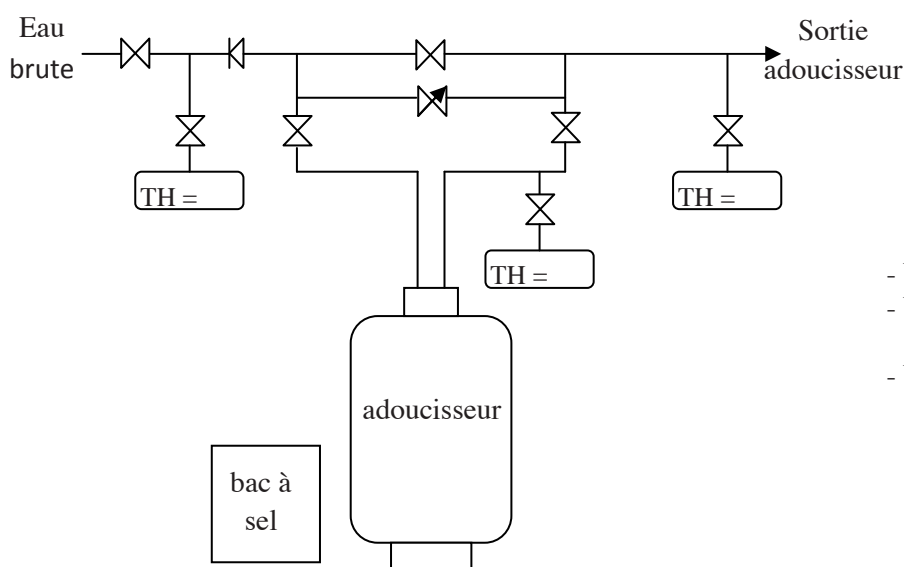 Eau
brute
Sortie
adoucisseur
TH =
TH =
TH =
adoucisseur
bac à
sel
-
-
-